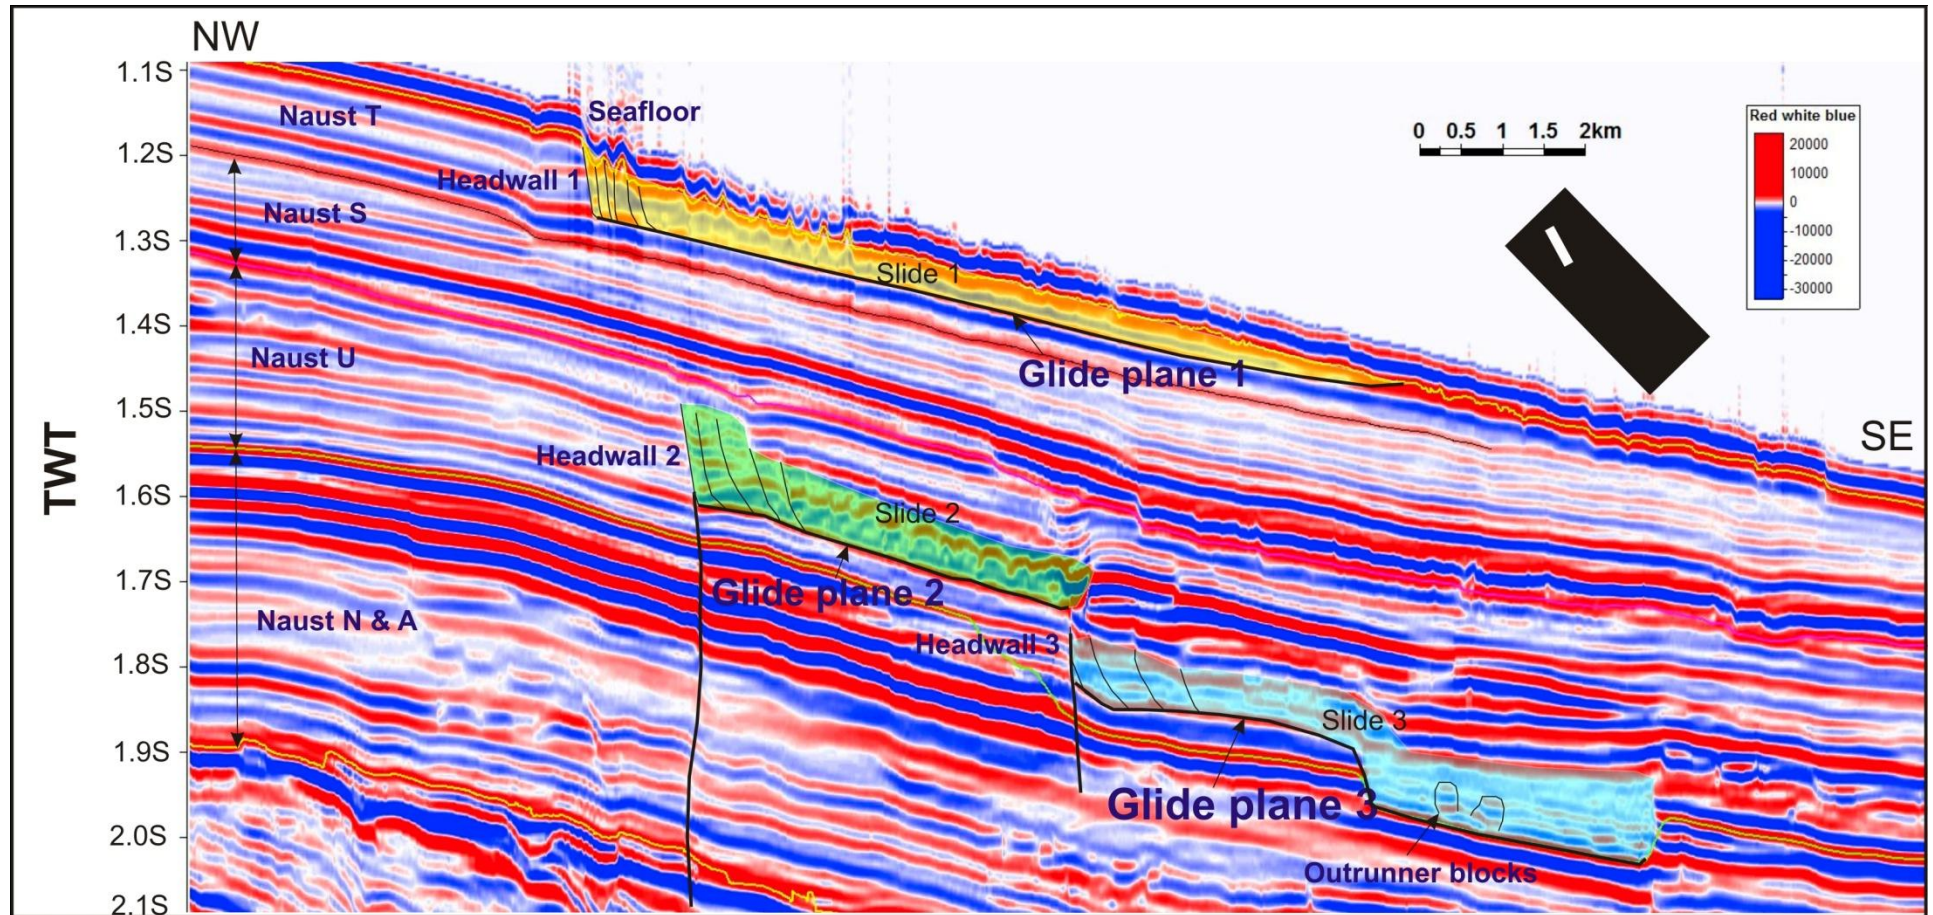 NW
1.1S
1.2S
1.3S
1.4S
1.5S
1.6S
1.7S
1.8S
1.9S
2.0S
2.1S
TWT
Naust T
Seafloor
0 0.5 1 1.5 2km
Red white blue
20000
10000
0
-10000
-20000
-30000
Headwall 1
Naust S
Slide 1
Naust U
Glide plane 1
SE
Headwall 2
Slide 2
Glide plane 2
Naust N & A
Headwall 3
Slide 3
Glide plane 3
Outrunner blocks